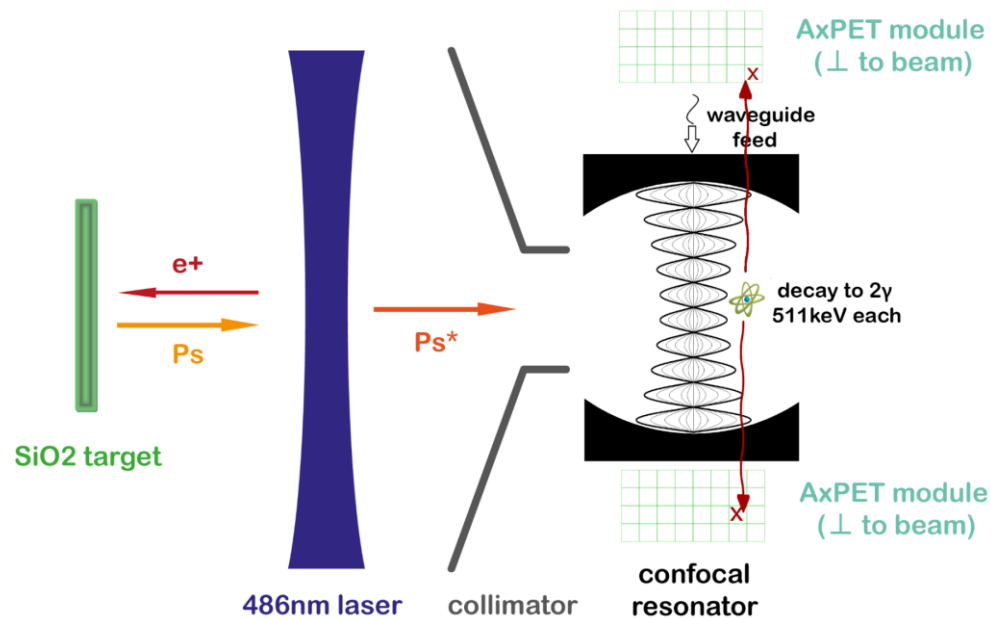 AxPET module
(⊥ to beam)
x
waveguide
feed
e+
Ps
Ps*
decay to 2γ
511keV each
SiO2 target
x
AxPET module
(⊥ to beam)
486nm laser
collimator
confocal
resonator